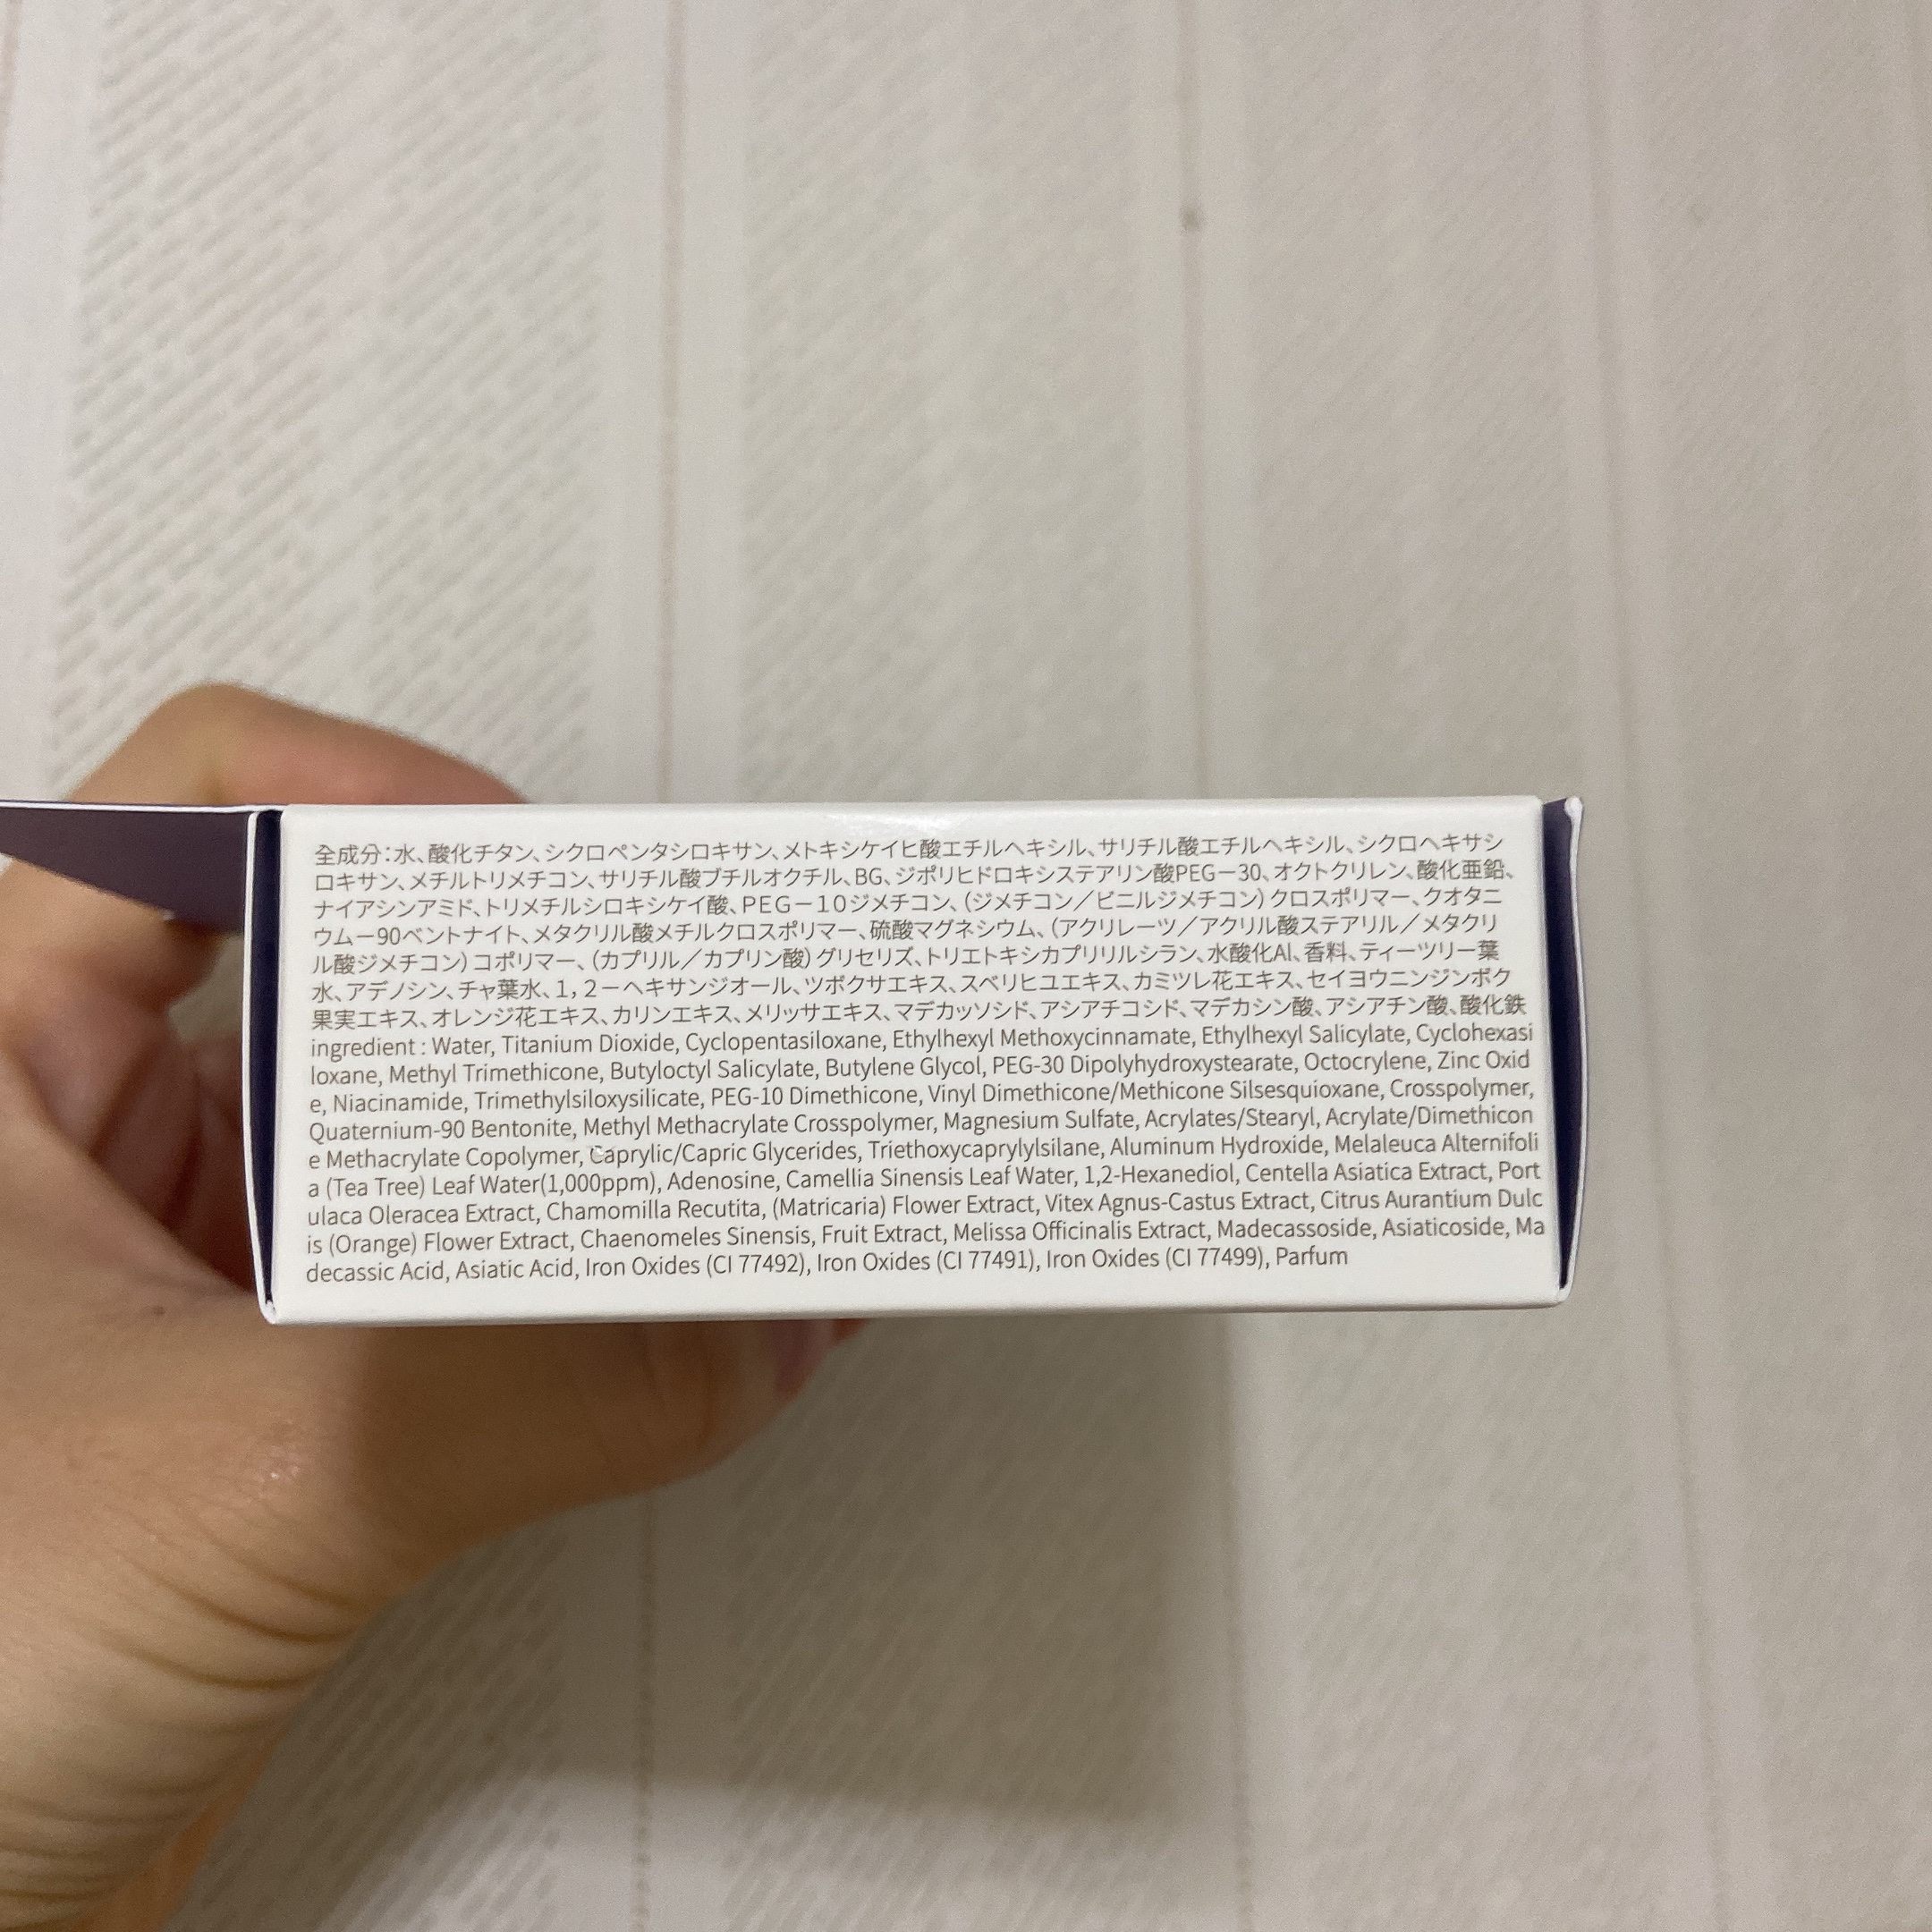 全成分：水、酸化チタン、シクロペンタシロキサン、メトキシケイヒ酸エチルヘキシル、サリチル酸エチルヘキシル、シクロヘキサシ
ロキサン、メチルトリメチコン、サリチル酸ブチルオクチル、BG、ジポリヒドロキシステアリン酸PEG－30、オクトクリレン、酸化亜鉛、
ナイアシンアミド、トリメチルシロキシケイ酸、PEG－10ジメチコン、（ジメチコン／ビニルジメチコン）クロスポリマー、クオタニ
ウム－90ベントナイト、メタクリル酸メチルクロスポリマー、硫酸マグネシウム、（アクリレーツ／アクリル酸ステアリル／メタクリ
ル酸ジメチコン）コポリマー、（カプリル／カプリン酸）グリセリズ、トリエトキシカプリリルシラン、水酸化Al、香料、ティーツリー葉
水、アデノシン、チャ葉水、1，2－ヘキサンジオール、ツボクサエキス、スベリヒユエキス、カミツレ花エキス、セイヨウニンジンボク
果実エキス、オレンジ花エキス、カリンエキス、メリッサエキス、マデカッソシド、アシアチコシド、マデカシン酸、アシアチン酸、酸化鉄
ingredient : Water, Titanium Dioxide, Cyclopentasiloxane, Ethylhexyl Methoxycinnamate, Ethylhexyl Salicylate, Cyclohexasi
loxane, Methyl Trimethicone, Butyloctyl Salicylate, Butylene Glycol, PEG-30 Dipolyhydroxystearate, Octocrylene, Zinc Oxid
e, Niacinamide, Trimethylsiloxysilicate, PEG-10 Dimethicone, Vinyl Dimethicone/Methicone Silsesquioxane, Crosspolymer,
Quaternium-90 Bentonite, Methyl Methacrylate Crosspolymer, Magnesium Sulfate, Acrylates/Stearyl, Acrylate/Dimethicon
e Methacrylate Copolymer, Caprylic/Capric Glycerides, Triethoxycaprylylsilane, Aluminum Hydroxide, Melaleuca Alternifoli
a (Tea Tree) Leaf Water(1,000ppm), Adenosine, Camellia Sinensis Leaf Water, 1,2-Hexanediol, Centella Asiatica Extract, Port
ulaca Oleracea Extract, Chamomilla Recutita, (Matricaria) Flower Extract, Vitex Agnus-Castus Extract, Citrus Aurantium Dulc
is (Orange) Flower Extract, Chaenomeles Sinensis, Fruit Extract, Melissa Officinalis Extract, Madecassoside, Asiaticoside, Ma
decassic Acid, Asiatic Acid, Iron Oxides (CI 77492), Iron Oxides (CI 77491), Iron Oxides (CI 77499), Parfum